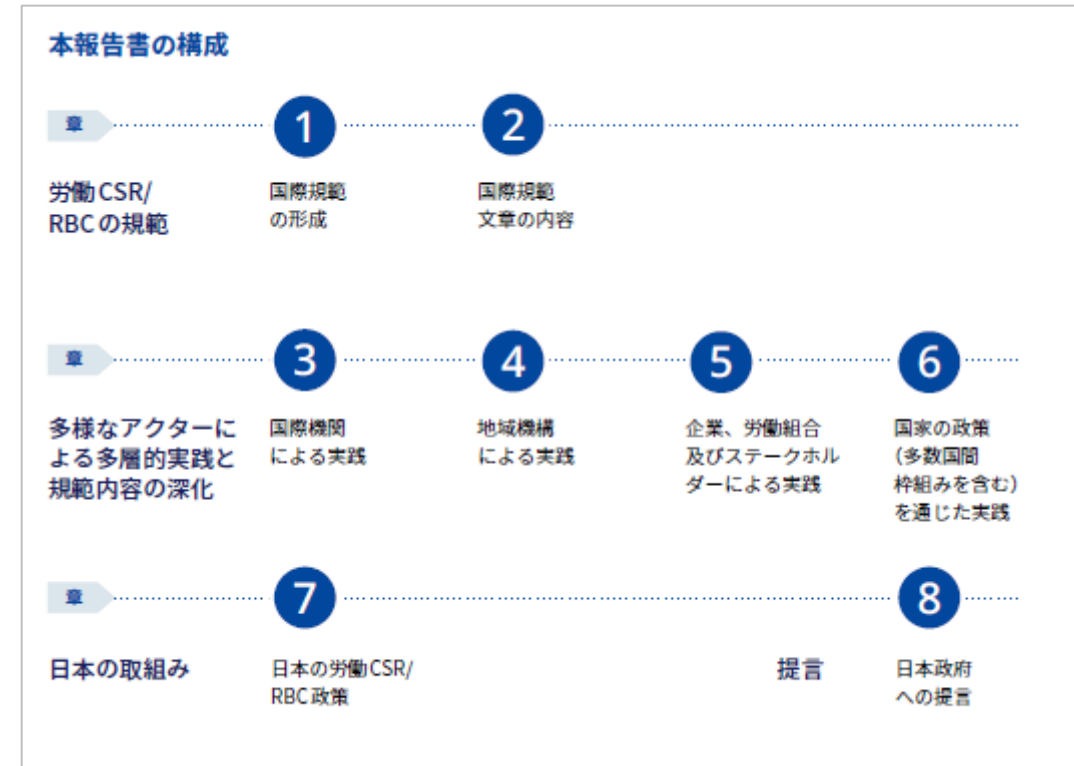 本報告書の構成
章
1
2
労働CSR/
RBCの規範
国際規範
の形成
国際規範
文章の内容
章
3
4
5
6
多様なアクターに
よる多層的実践と
規範内容の深化
国際機関
による実践
地域機構
による実践
企業、労働組合
及びステークホル
ダーによる実践
国家の政策
(多数国間
枠組みを含む)
を通じた実践
章
7
8
日本の取組み
日本の労働CSR/
RBC政策
提言
日本政府
への提言